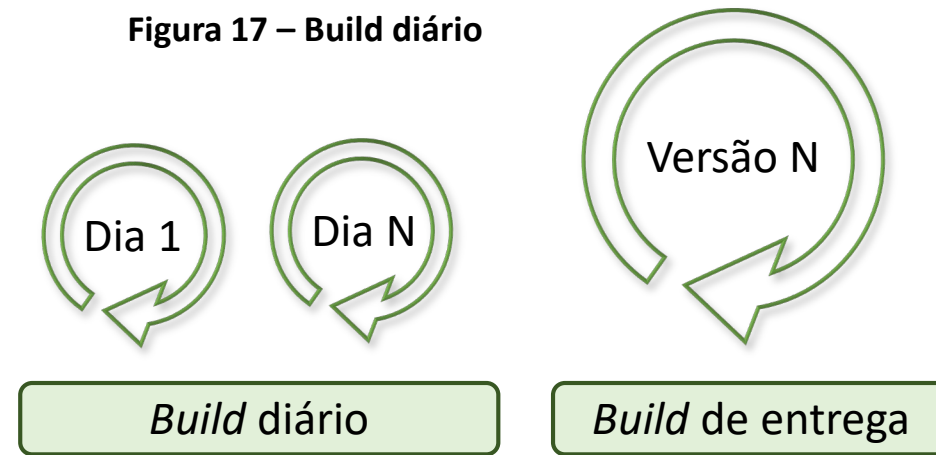 Figura 17 – Build diário
Dia 1
Dia N
Versão N
Build diário
Build de entrega